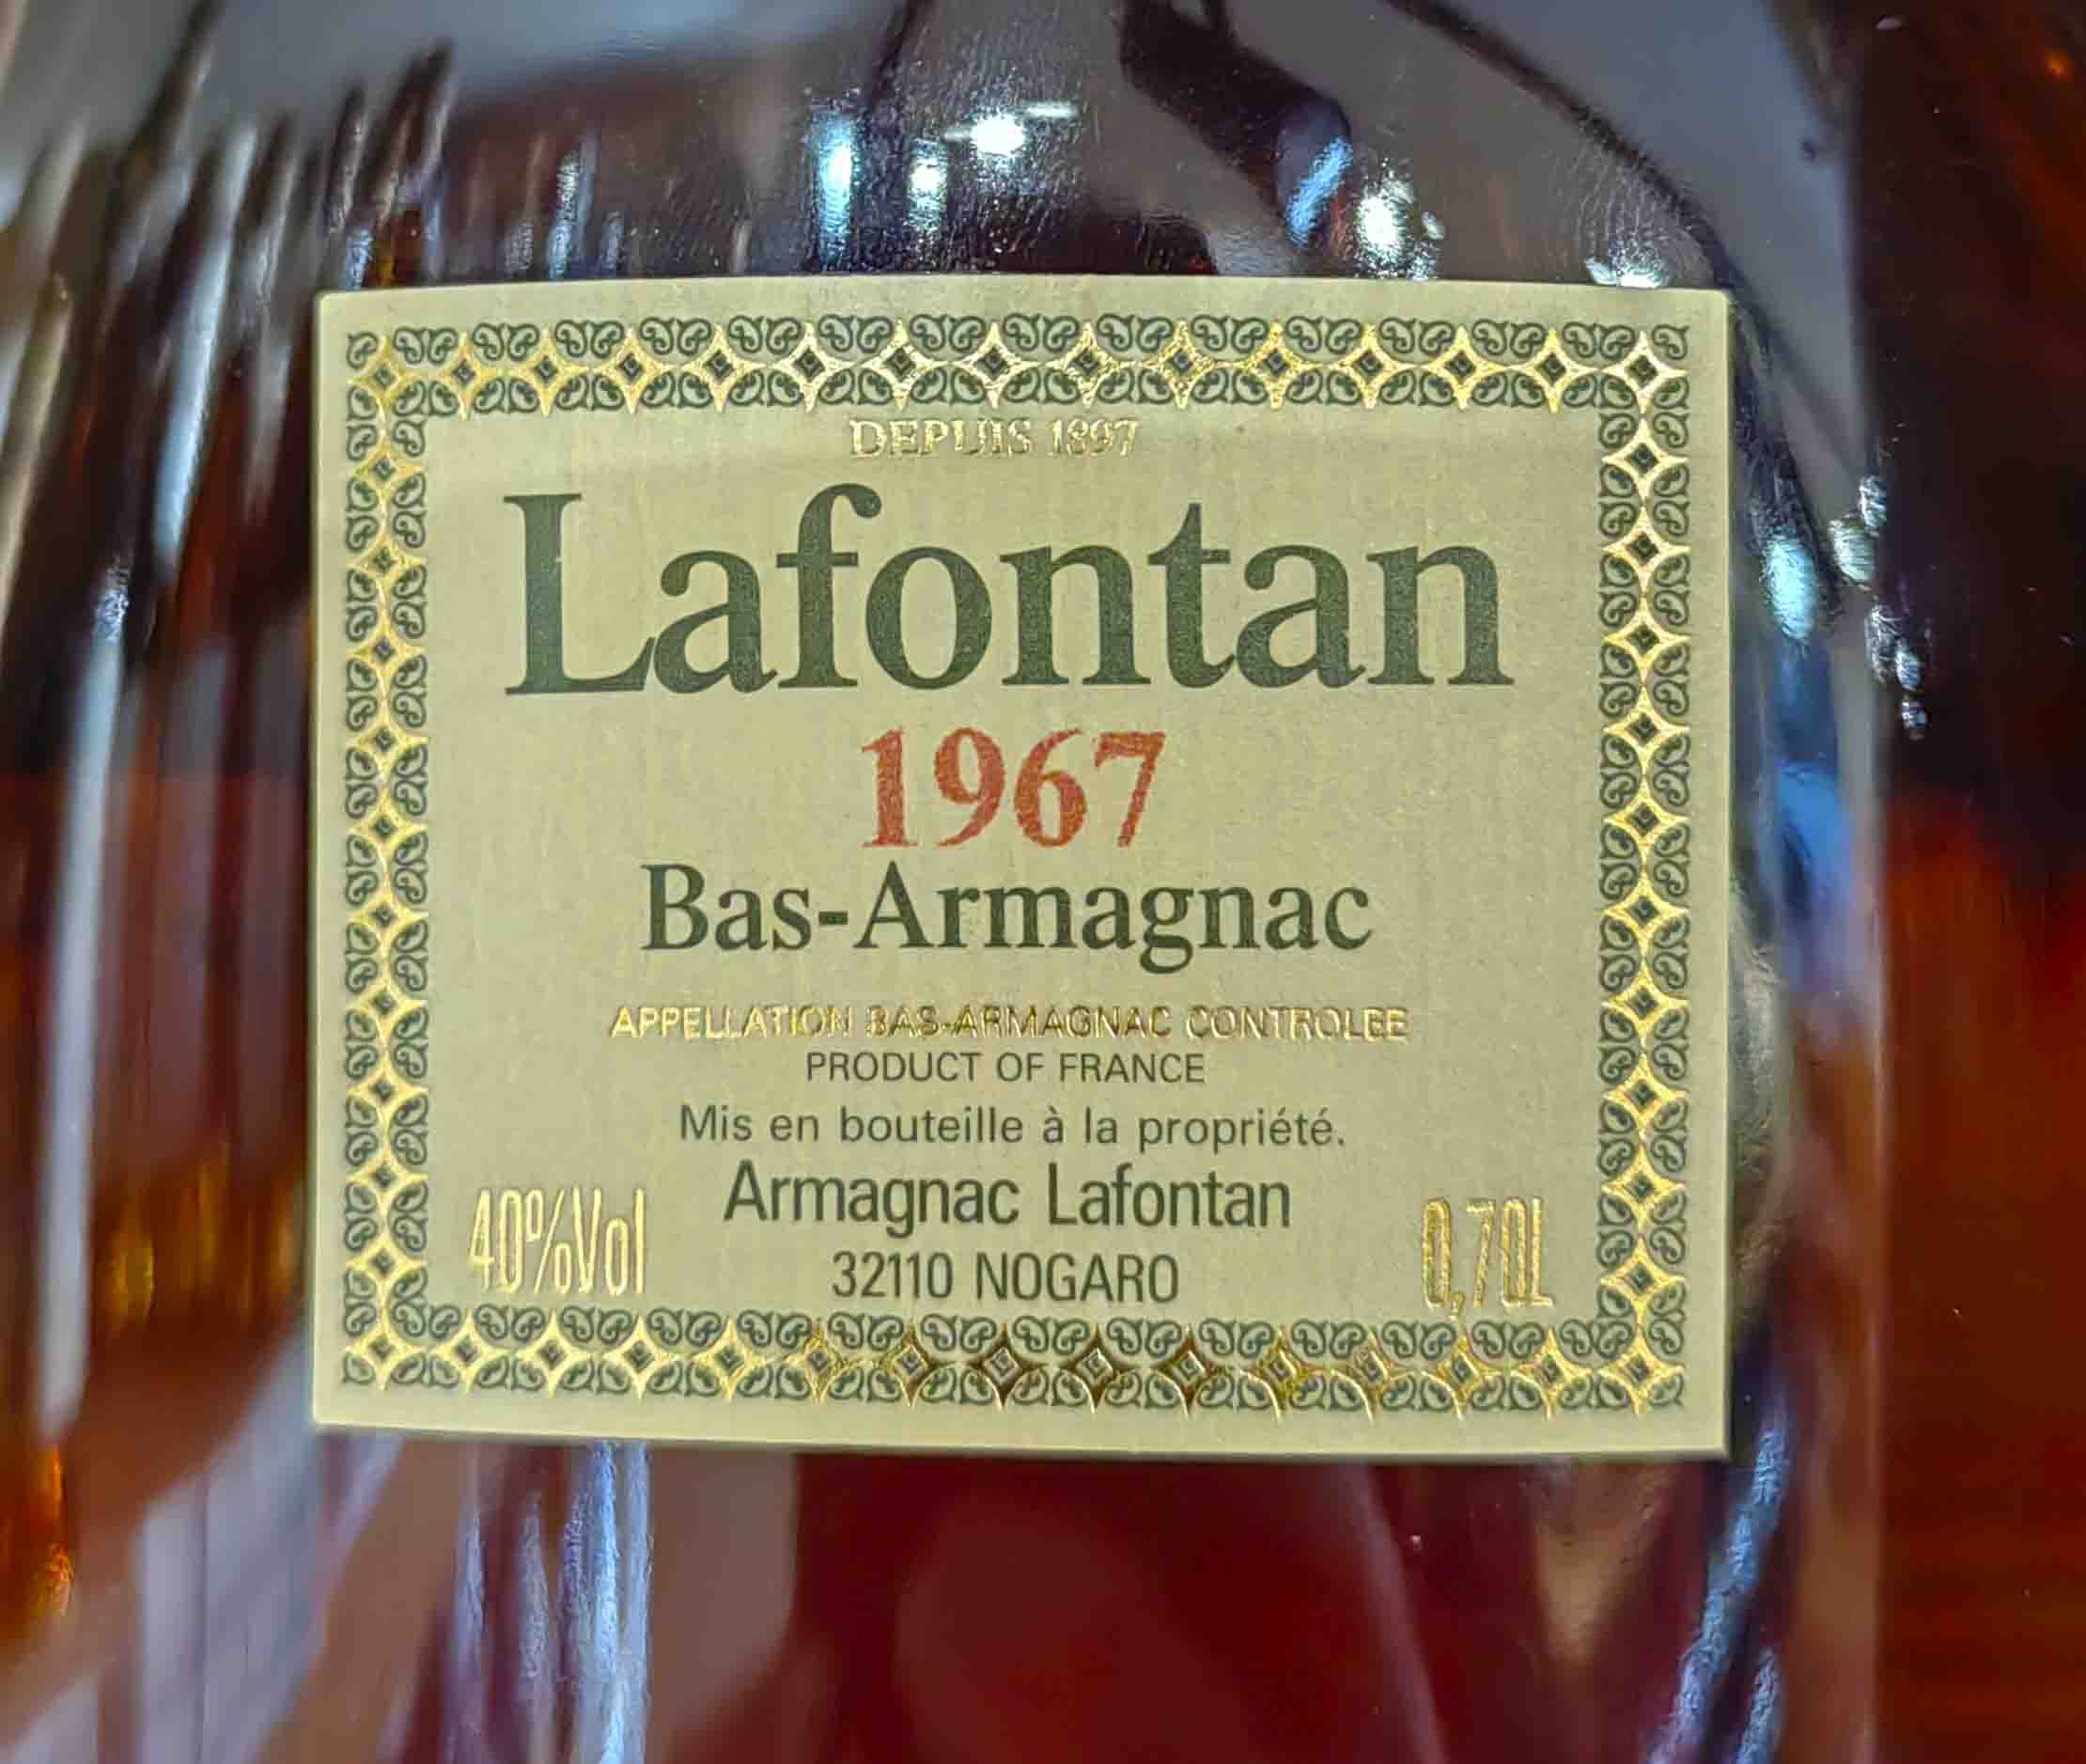 DEPUIS 1897
Lafontan
1967
Bas-Armagnac
APPELLATION BAS-ARMAGNAC CONTROLEE
PRODUCT OF FRANCE
Mis en bouteille à la propriété.
Armagnac Lafontan
40%Vol 32110 NOGARO 0,70L